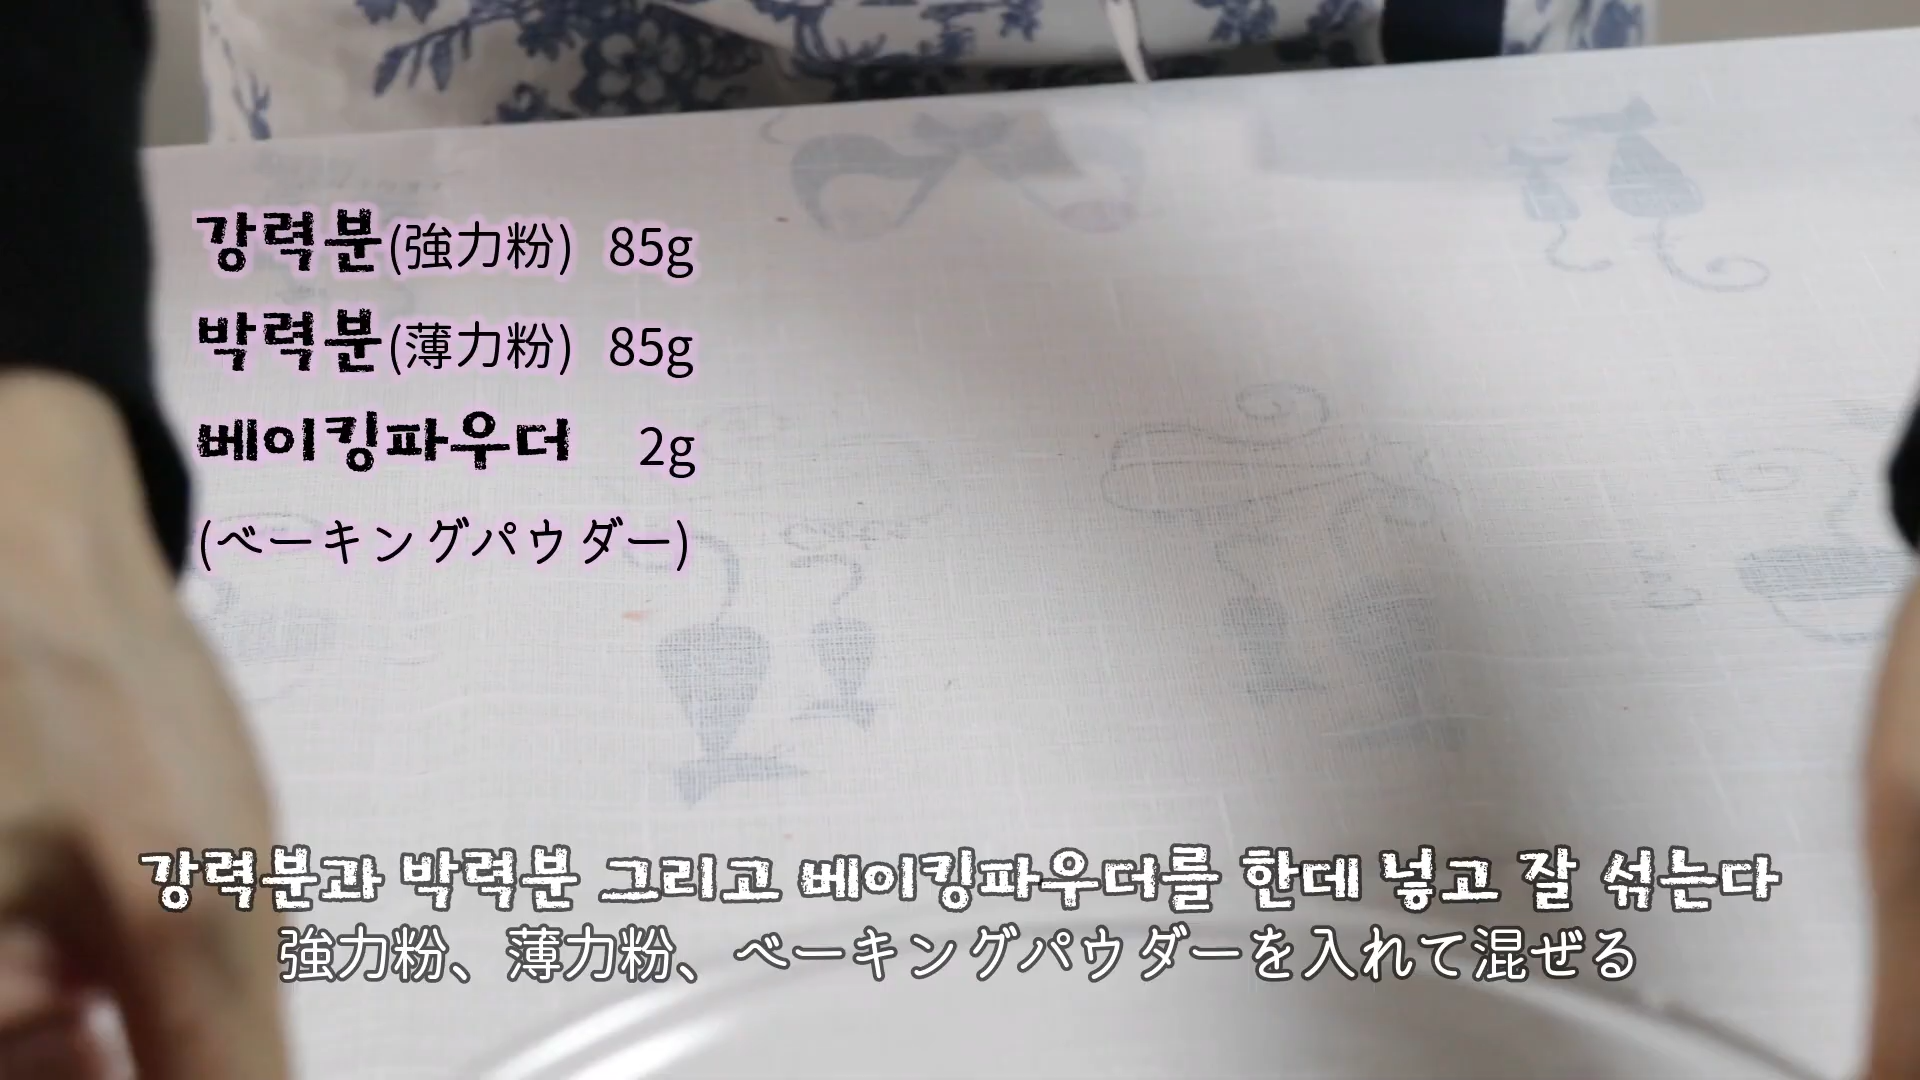 강력분(強力粉) 85g
박력분(薄力粉) 85g
베이킹파우더 2g
(ベーキングパウダー)
강력분과 박력분 그리고 베이킹파우더를 한데 넣고 잘 섞는다
強力粉、薄力粉、ベーキングパウダーを入れて混ぜる